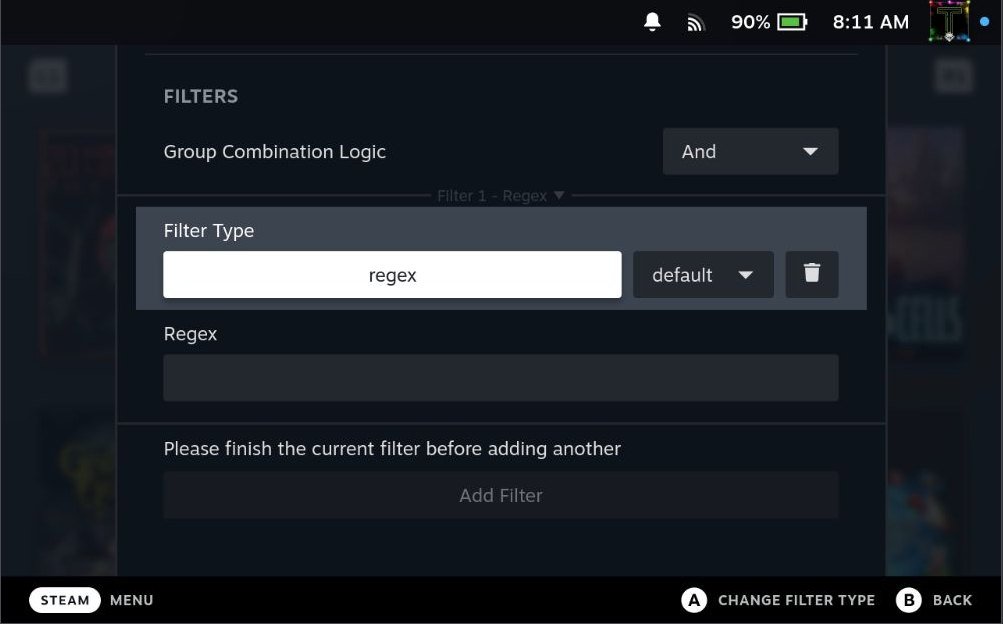 90% 8:11 AM
FILTERS
Group Combination Logic And
Filter 1 - Regex
Filter Type
regex default
Regex
Please finish the current filter before adding another
Add Filter
STEAM MENU A CHANGE FILTER TYPE B BACK